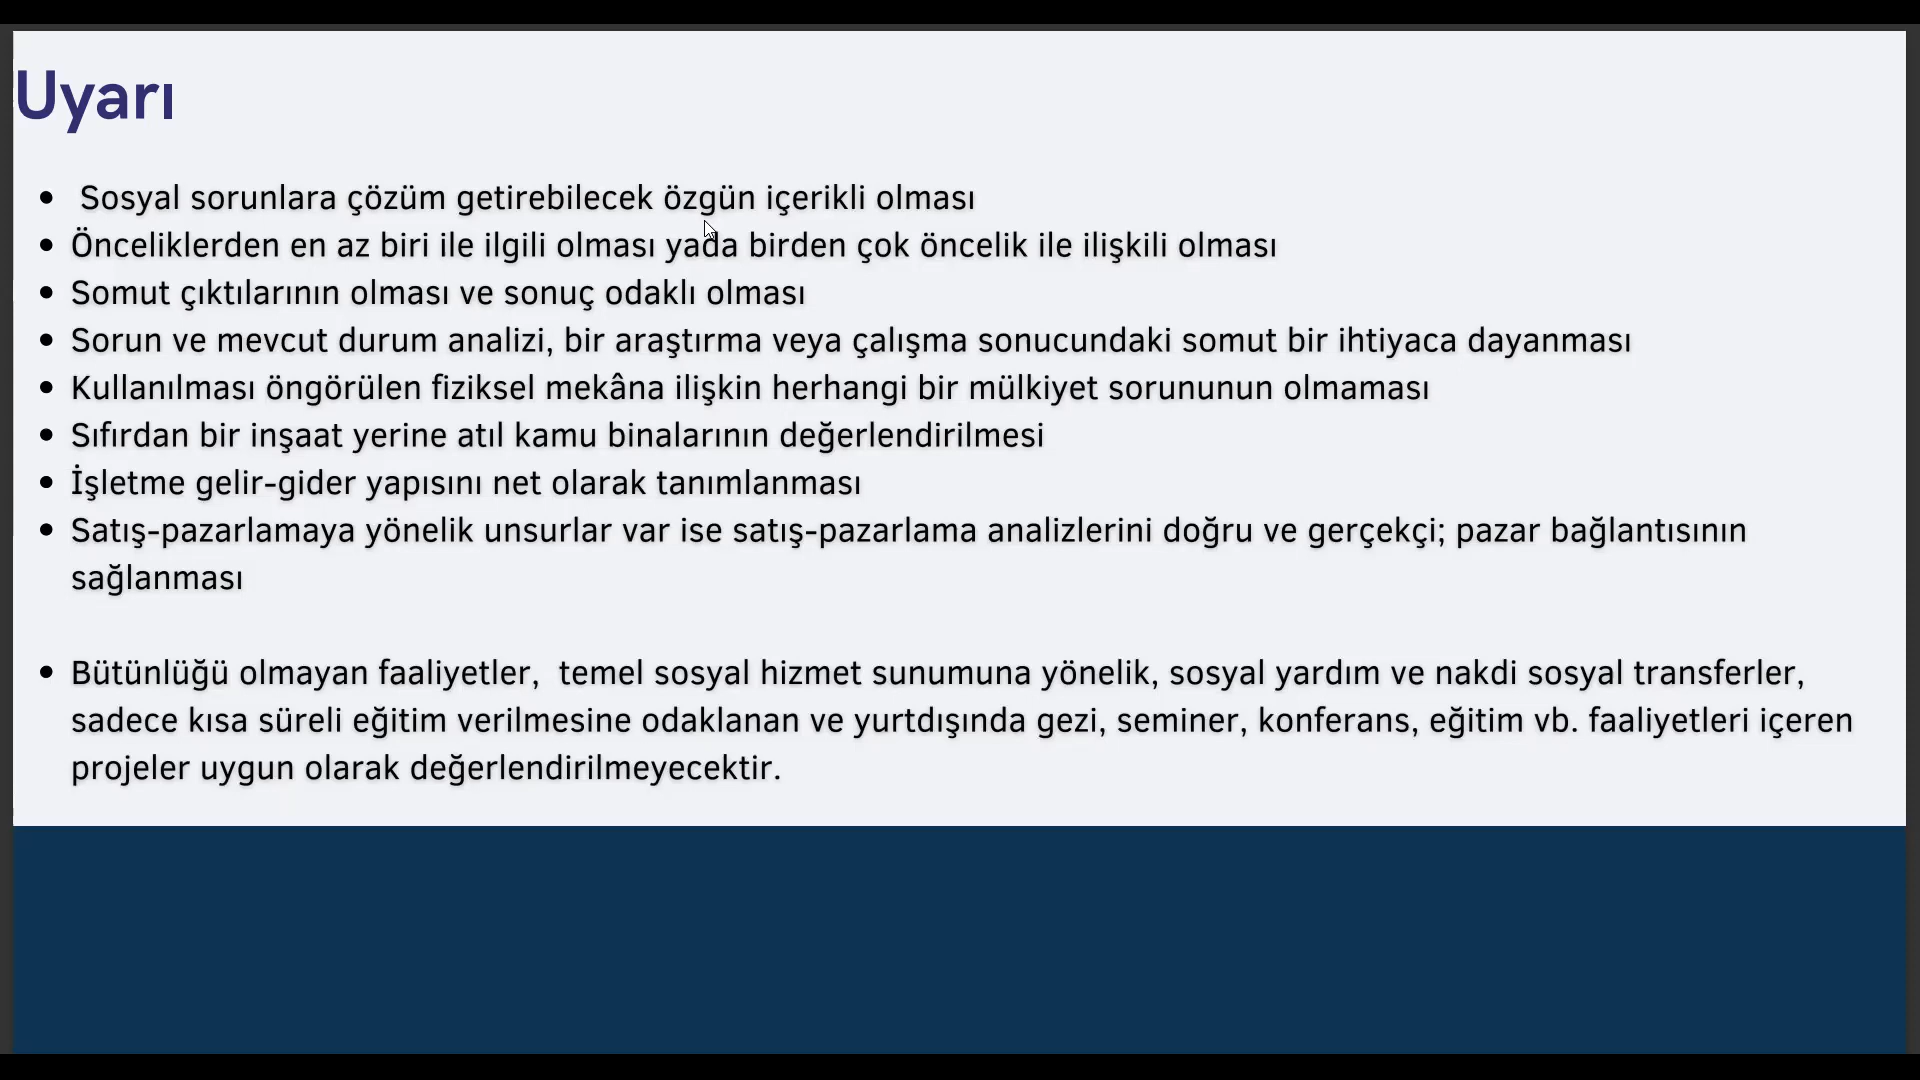 Uyarı
• Sosyal sorunlara çözüm getirebilecek özgün içerikli olması
• Önceliklerden en az biri ile ilgili olması yada birden çok öncelik ile ilişkili olması
• Somut çıktılarının olması ve sonuç odaklı olması
• Sorun ve mevcut durum analizi, bir araştırma veya çalışma sonucundaki somut bir ihtiyaca dayanması
• Kullanılması öngörülen fiziksel mekâna ilişkin herhangi bir mülkiyet sorununun olmaması
• Sıfırdan bir inşaat yerine atıl kamu binalarının değerlendirilmesi
• İşletme gelir-gider yapısını net olarak tanımlanması
• Satış-pazarlamaya yönelik unsurlar var ise satış-pazarlama analizlerini doğru ve gerçekçi; pazar bağlantısının
sağlanması
• Bütünlüğü olmayan faaliyetler,  temel sosyal hizmet sunumuna yönelik, sosyal yardım ve nakdi sosyal transferler,
sadece kısa süreli eğitim verilmesine odaklanan ve yurtdışında gezi, seminer, konferans, eğitim vb. faaliyetleri içeren
projeler uygun olarak değerlendirilmeyecektir.